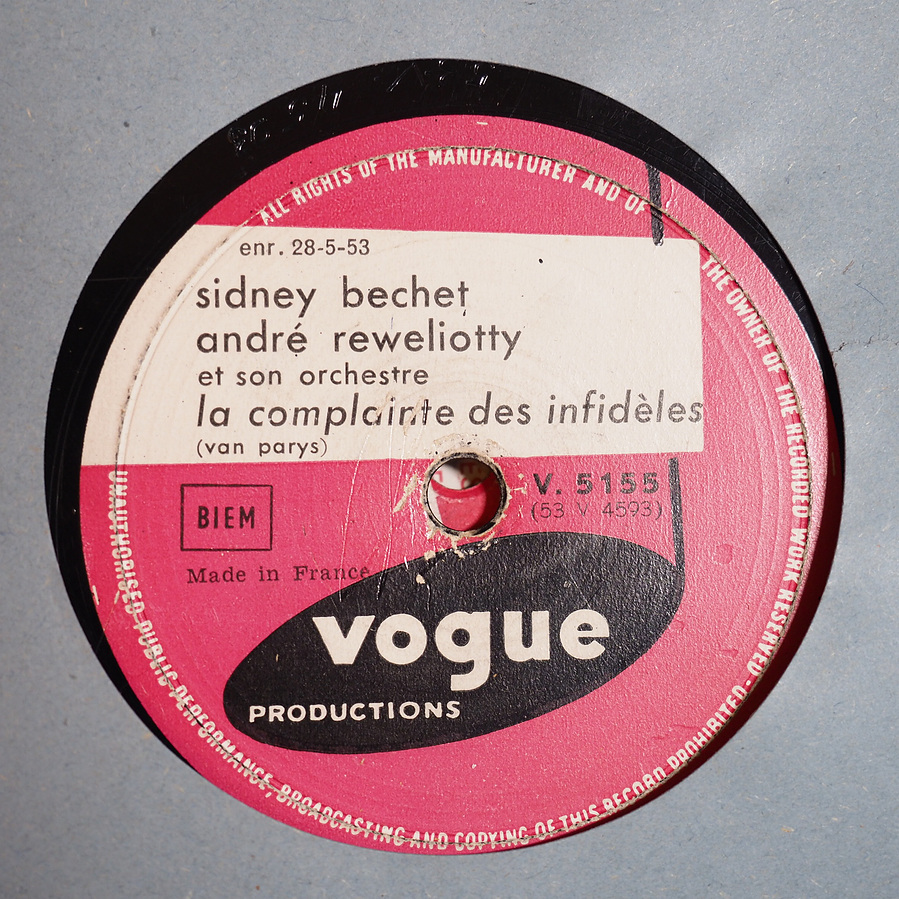 ALL RIGHTS OF THE MANUFACTURER AND OF THE OWNER OF THE RECORDED WORK RESERVED - UNAUTHORISED PUBLIC PERFORMANCE, BROADCASTING AND COPYING OF THIS RECORD PROHIBITED-
enr. 28-5-53
sidney bechet
andré reweliotty
et son orchestre
la complainte des infidèles
(van parys)
BIEM
V. 5155
(53 V 4593)
Made in France
vogue
PRODUCTIONS